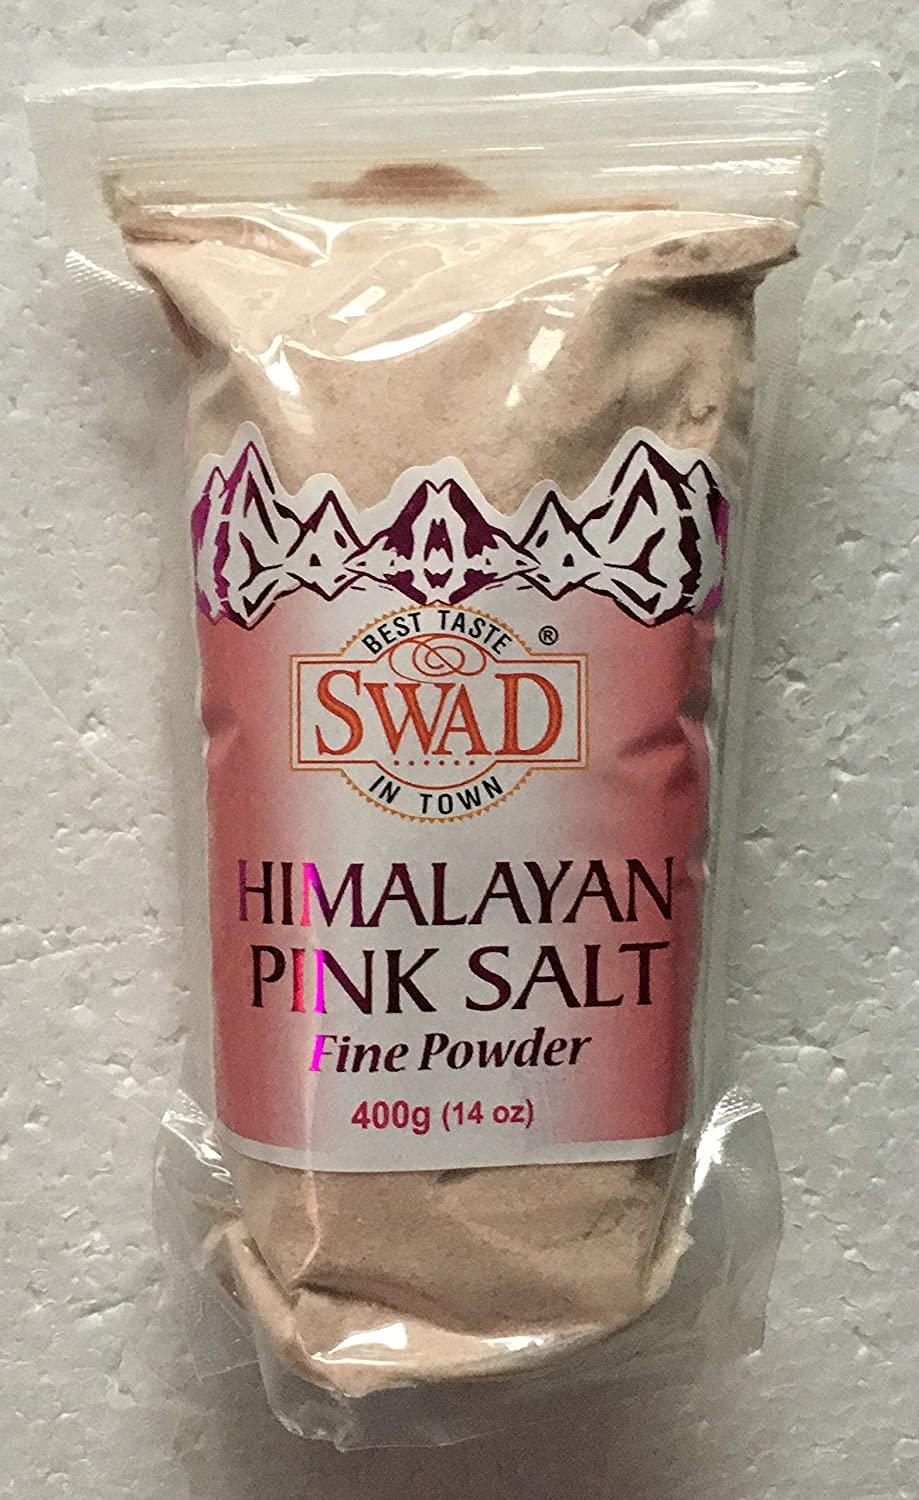 BEST TASTE
®
SWAD
IN TOWN
HIMALAYAN
PINK SALT
Fine Powder
400g (14 oz)